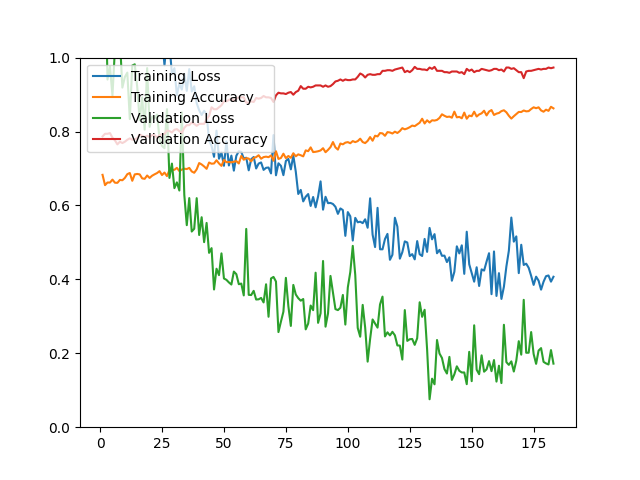 1.0
0.8
0.6
0.4
0.2
0.0
Training Loss
Training Accuracy
Validation Loss
Validation Accuracy
0 25 50 75 100 125 150 175